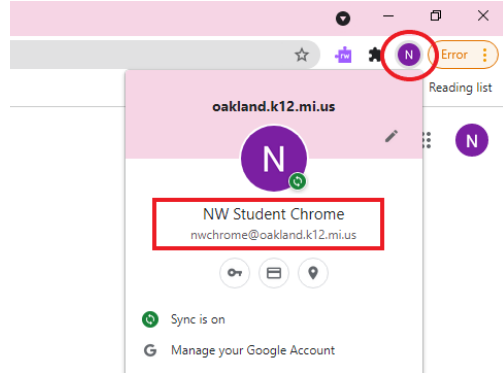 rw
N
Error
Reading list
oakland.k12.mi.us
N
N
NW Student Chrome
nwchrome@oakland.k12.mi.us
Sync is on
G Manage your Google Account